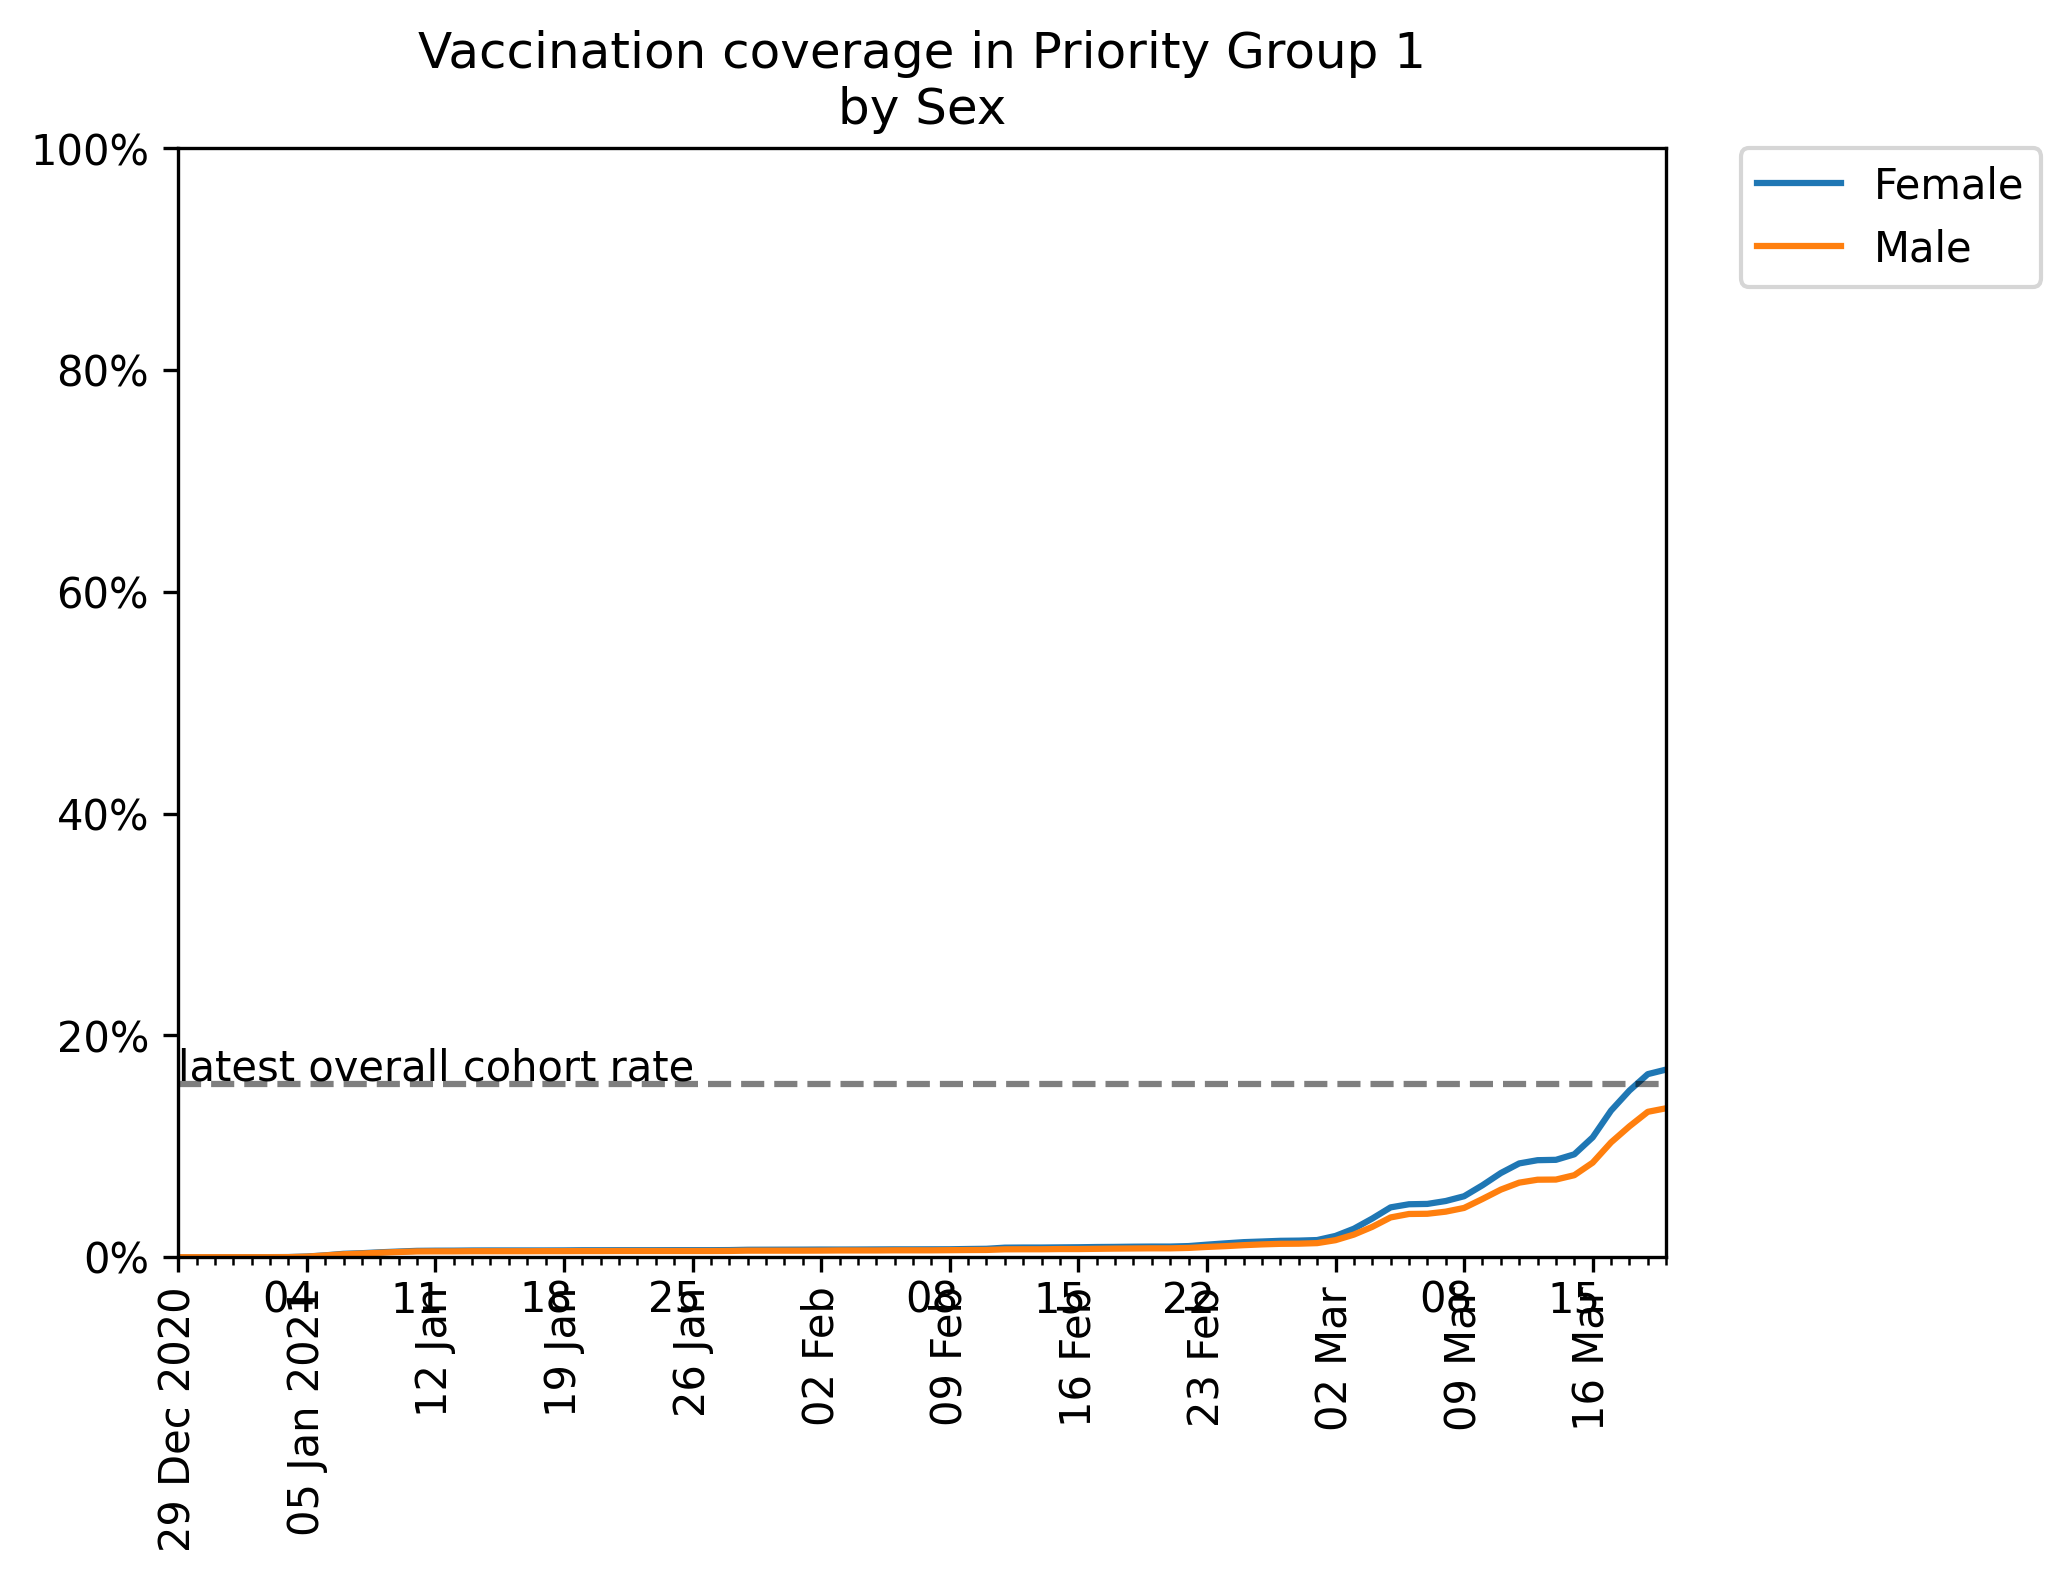 Vaccination coverage in Priority Group 1
by Sex
100%
80%
60%
40%
20%
0%
latest overall cohort rate
Female
Male
04
11
18
25
08
15
22
08
15
29 Dec 2020
05 Jan 2021
12 Jan
19 Jan
26 Jan
02 Feb
09 Feb
16 Feb
23 Feb
02 Mar
09 Mar
16 Mar